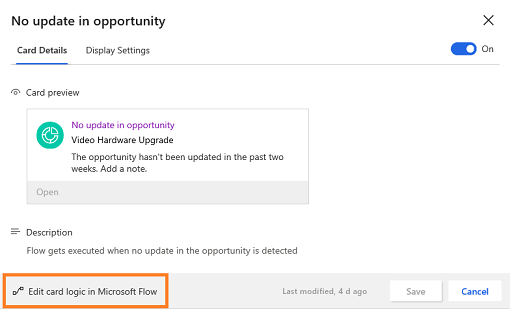 No update in opportunity
Card Details Display Settings On
Card preview
No update in opportunity
Video Hardware Upgrade
The opportunity hasn't been updated in the past two
weeks. Add a note.
Open
Description
Flow gets executed when no update in the opportunity is detected
Edit card logic in Microsoft Flow Last modified, 4 d ago Save Cancel